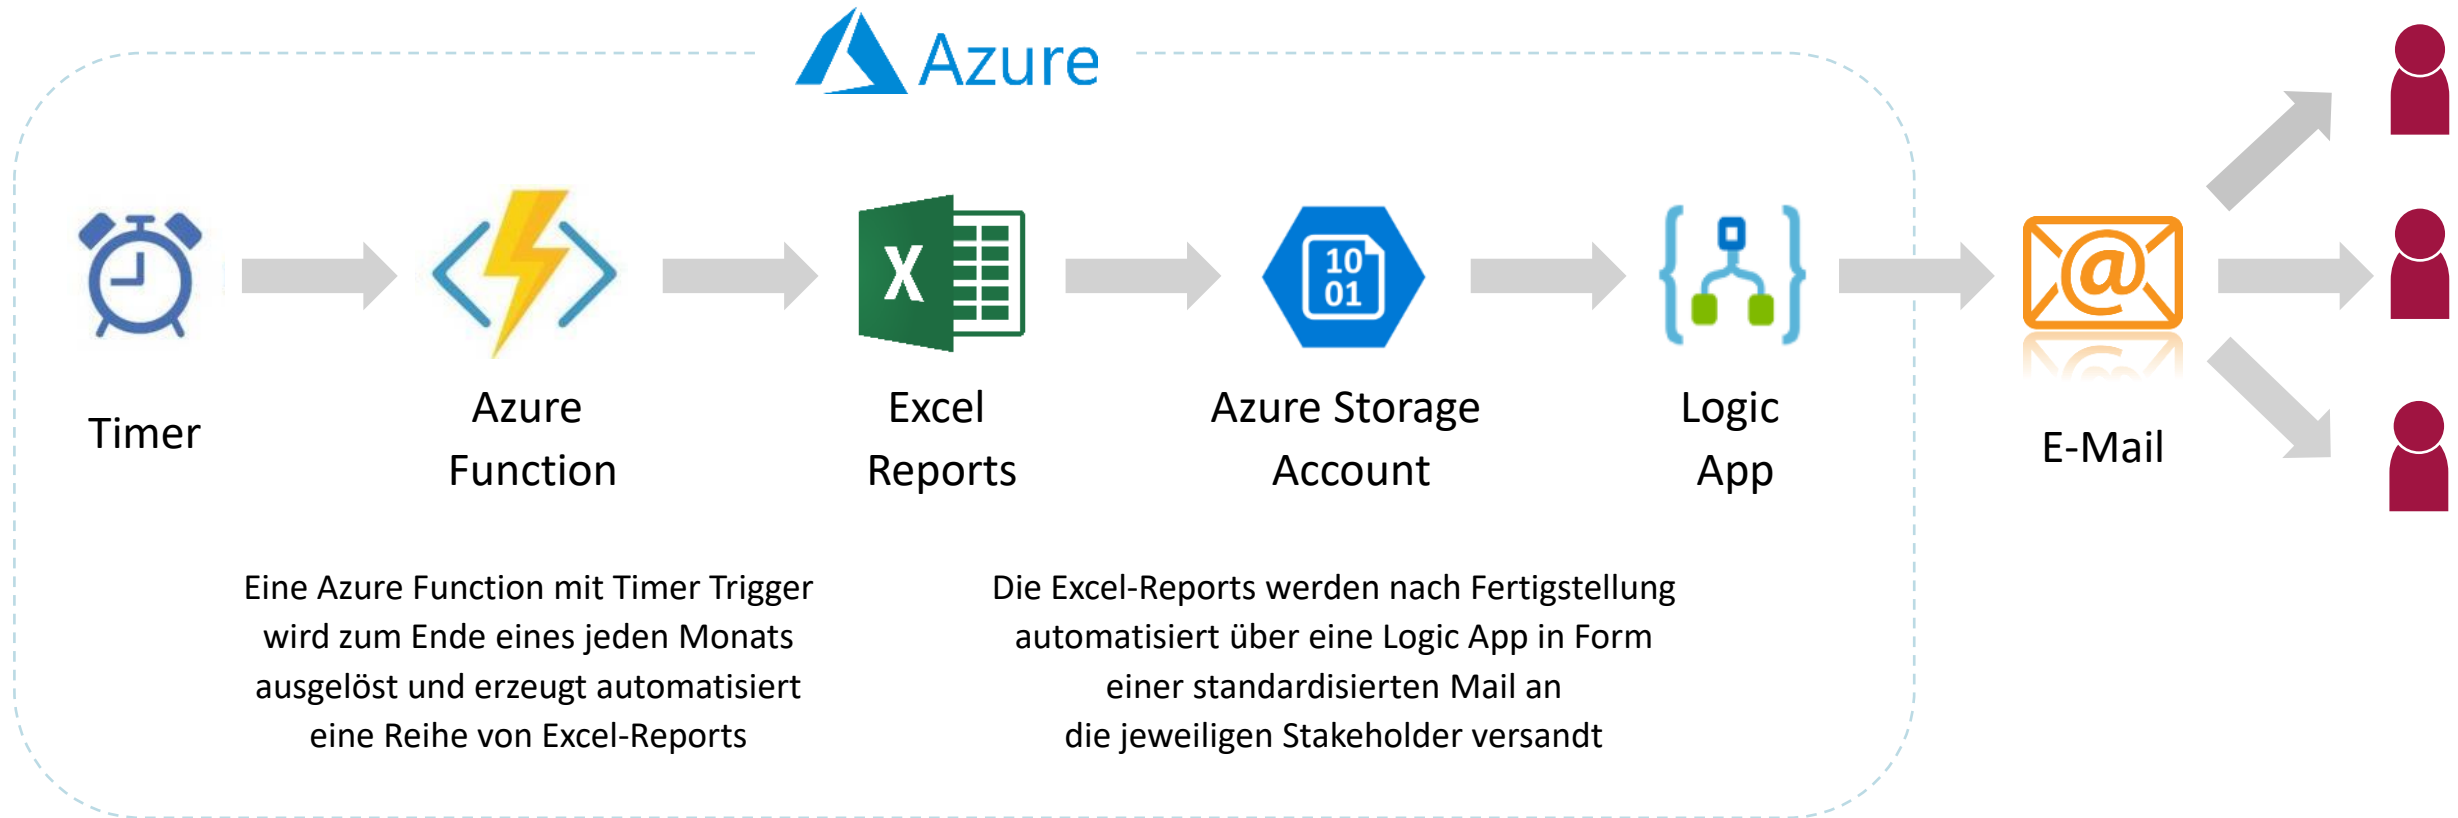 Azure
Timer
Azure
Function
X
Excel
Reports
10
01
Azure Storage
Account
Logic
App
@
E-Mail
Eine Azure Function mit Timer Trigger
wird zum Ende eines jeden Monats
ausgelöst und erzeugt automatisiert
eine Reihe von Excel-Reports
Die Excel-Reports werden nach Fertigstellung
automatisiert über eine Logic App in Form
einer standardisierten Mail an
die jeweiligen Stakeholder versandt